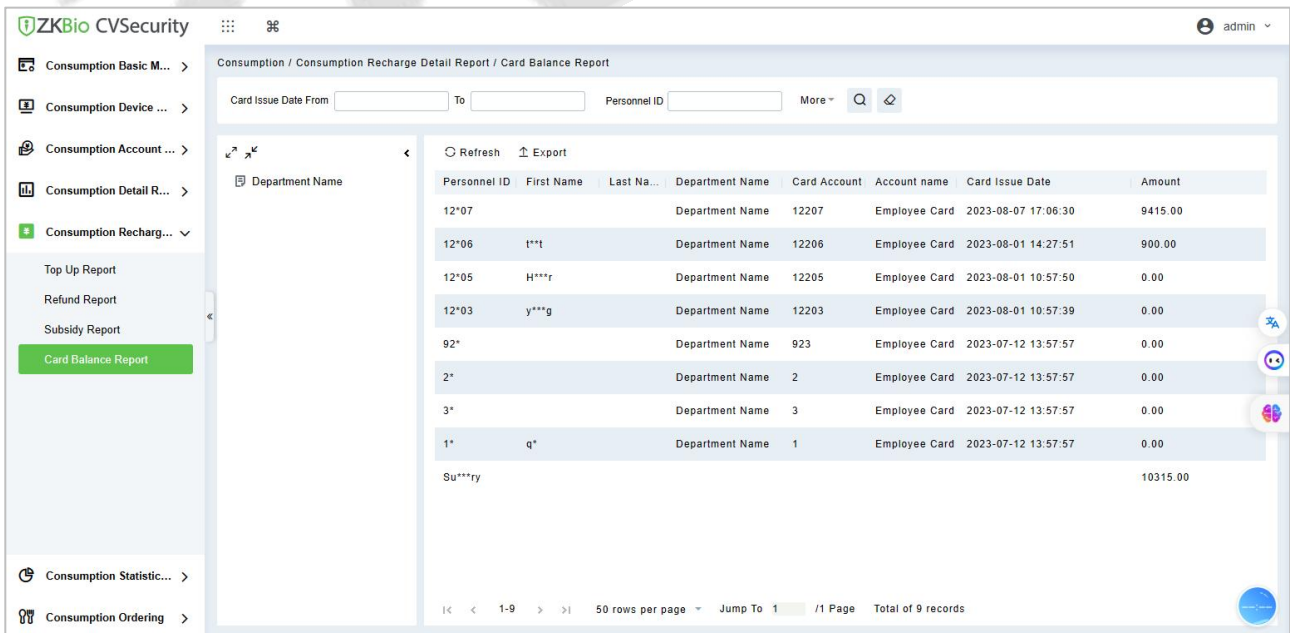 ZKBio CVSecurity
admin
Consumption Basic M...
Consumption Device ...
Consumption Account ...
Consumption Detail R...
Consumption Recharg...
Top Up Report
Refund Report
Subsidy Report
Card Balance Report
Consumption Statistic...
Consumption Ordering
Consumption / Consumption Recharge Detail Report / Card Balance Report
Card Issue Date From To Personnel ID More
Department Name
Refresh Export
Personnel ID First Name Last Na... Department Name Card Account Account name Card Issue Date Amount
12*07 Department Name 12207 Employee Card 2023-08-07 17:06:30 9415.00
12*06 t**t Department Name 12206 Employee Card 2023-08-01 14:27:51 900.00
12*05 H***r Department Name 12205 Employee Card 2023-08-01 10:57:50 0.00
12*03 y***g Department Name 12203 Employee Card 2023-08-01 10:57:39 0.00
92* Department Name 923 Employee Card 2023-07-12 13:57:57 0.00
2* Department Name 2 Employee Card 2023-07-12 13:57:57 0.00
3* Department Name 3 Employee Card 2023-07-12 13:57:57 0.00
1* q* Department Name 1 Employee Card 2023-07-12 13:57:57 0.00
Su***ry 10315.00
1-9 50 rows per page Jump To 1 /1 Page Total of 9 records